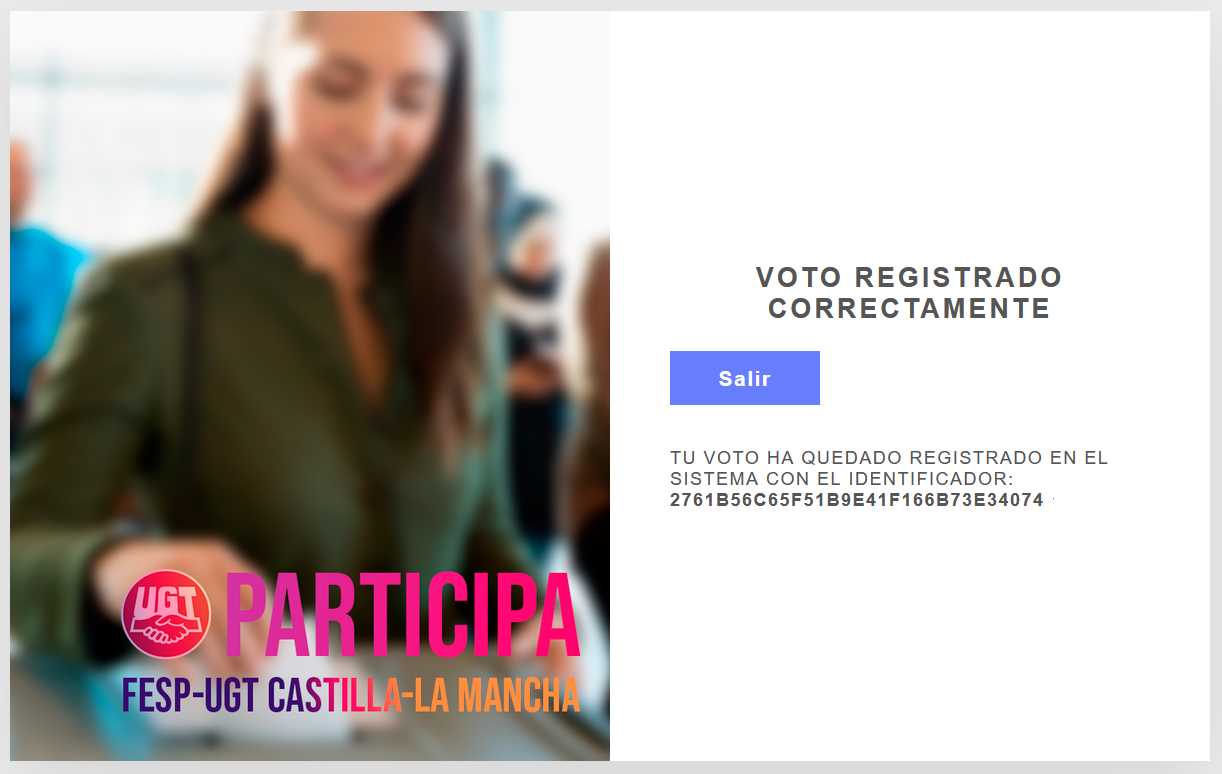 UGT
PARTICIPA
FESP-UGT CASTILLA-LA MANCHA
VOTO REGISTRADO
CORRECTAMENTE
Salir
TU VOTO HA QUEDADO REGISTRADO EN EL
SISTEMA CON EL IDENTIFICADOR:
2761B56C65F51B9E41F166B73E34074